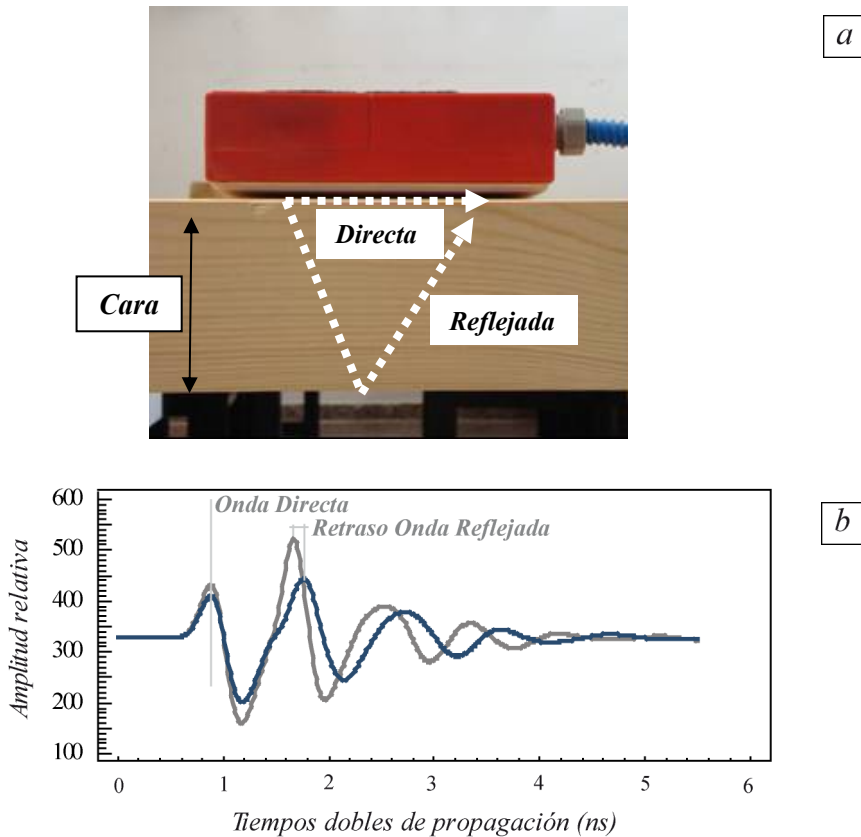 a
Directa
Cara
Reflejada
b
600
500
400
300
200
100
Amplitud relativa
Onda Directa
Retraso Onda Reflejada
0 1 2 3 4 5 6
Tiempos dobles de propagación (ns)